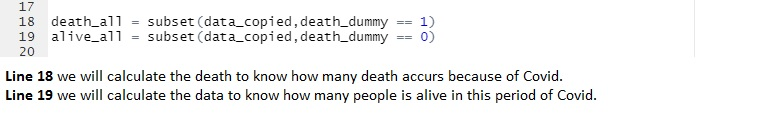 17
18 death_all = subset(data_copied,death_dummy == 1)
19 alive_all = subset(data_copied,death_dummy == 0)
20
Line 18 we will calculate the death to know how many death accurs because of Covid.
Line 19 we will calculate the data to know how many people is alive in this period of Covid.